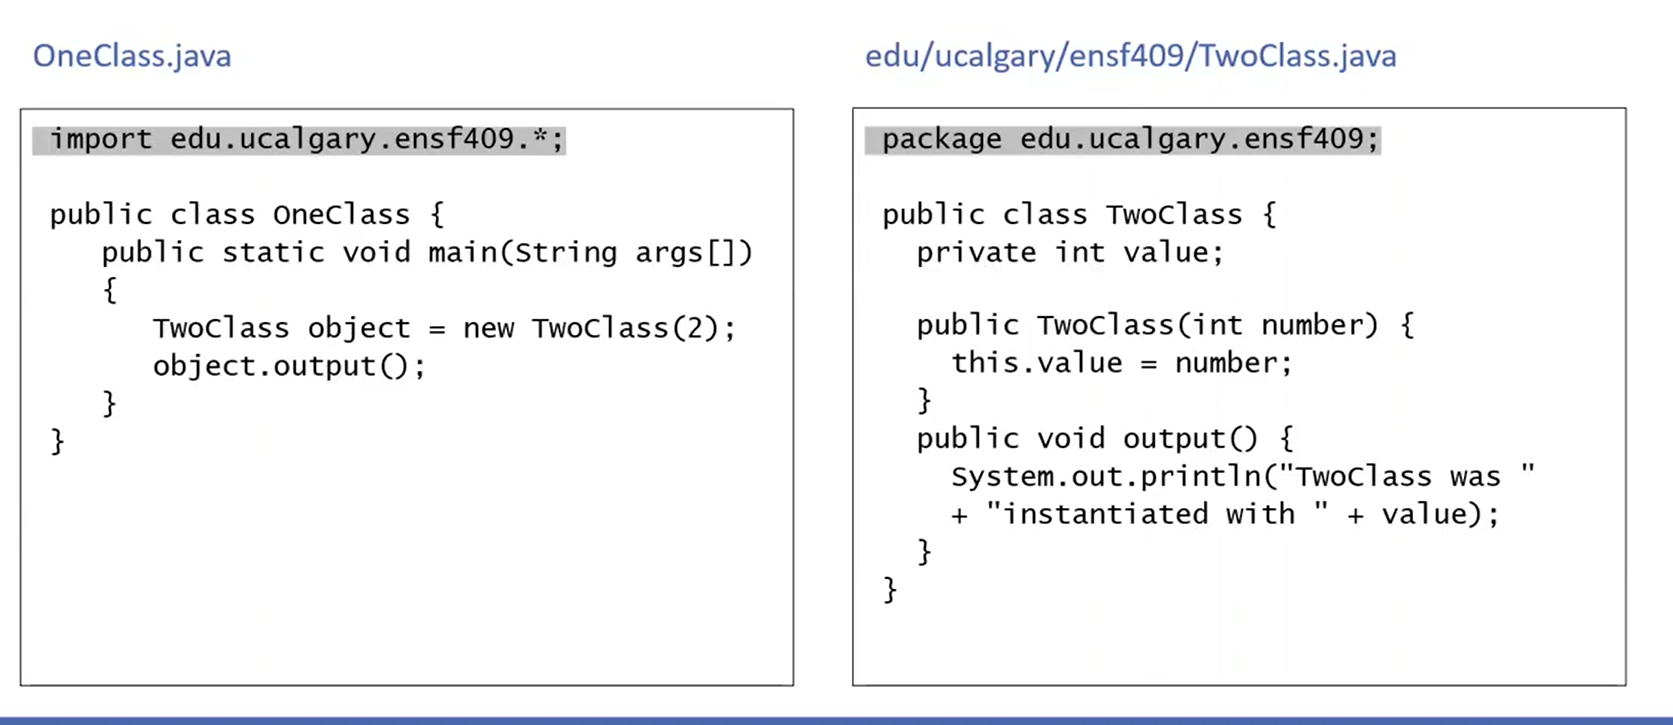 OneClass.java
import edu.ucalgary.ensf409.*;
public class OneClass {
public static void main(String args[])
{
TwoClass object = new TwoClass(2);
object.output();
}
}
edu/ucalgary/ensf409/TwoClass.java
package edu.ucalgary.ensf409;
public class TwoClass {
private int value;
public TwoClass(int number) {
this.value = number;
}
public void output() {
System.out.println("TwoClass was "
+ "instantiated with " + value);
}
}